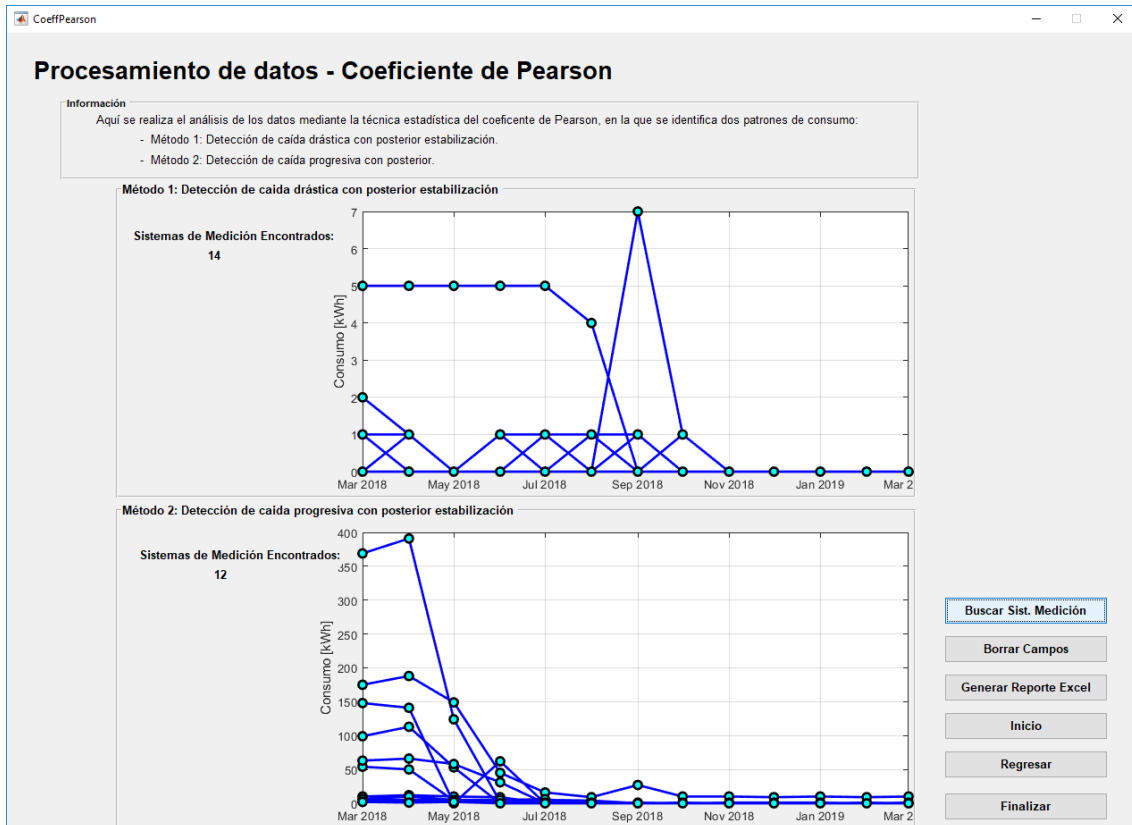 CoeffPearson
Procesamiento de datos - Coeficiente de Pearson
Información
Aquí se realiza el análisis de los datos mediante la técnica estadística del coeficente de Pearson, en la que se identifica dos patrones de consumo:
- Método 1: Detección de caída drástica con posterior estabilización.
- Método 2: Detección de caída progresiva con posterior.
Método 1: Detección de caida drástica con posterior estabilización
Sistemas de Medición Encontrados:
14
Consumo [kWh]
7
6
5
4
3
2
1
0
Mar 2018 May 2018 Jul 2018 Sep 2018 Nov 2018 Jan 2019 Mar 2
Método 2: Detección de caida progresiva con posterior estabilización
Sistemas de Medición Encontrados:
12
Consumo [kWh]
400
350
300
250
200
150
100
50
0
Mar 2018 May 2018 Jul 2018 Sep 2018 Nov 2018 Jan 2019 Mar 2
Buscar Sist. Medición
Borrar Campos
Generar Reporte Excel
Inicio
Regresar
Finalizar